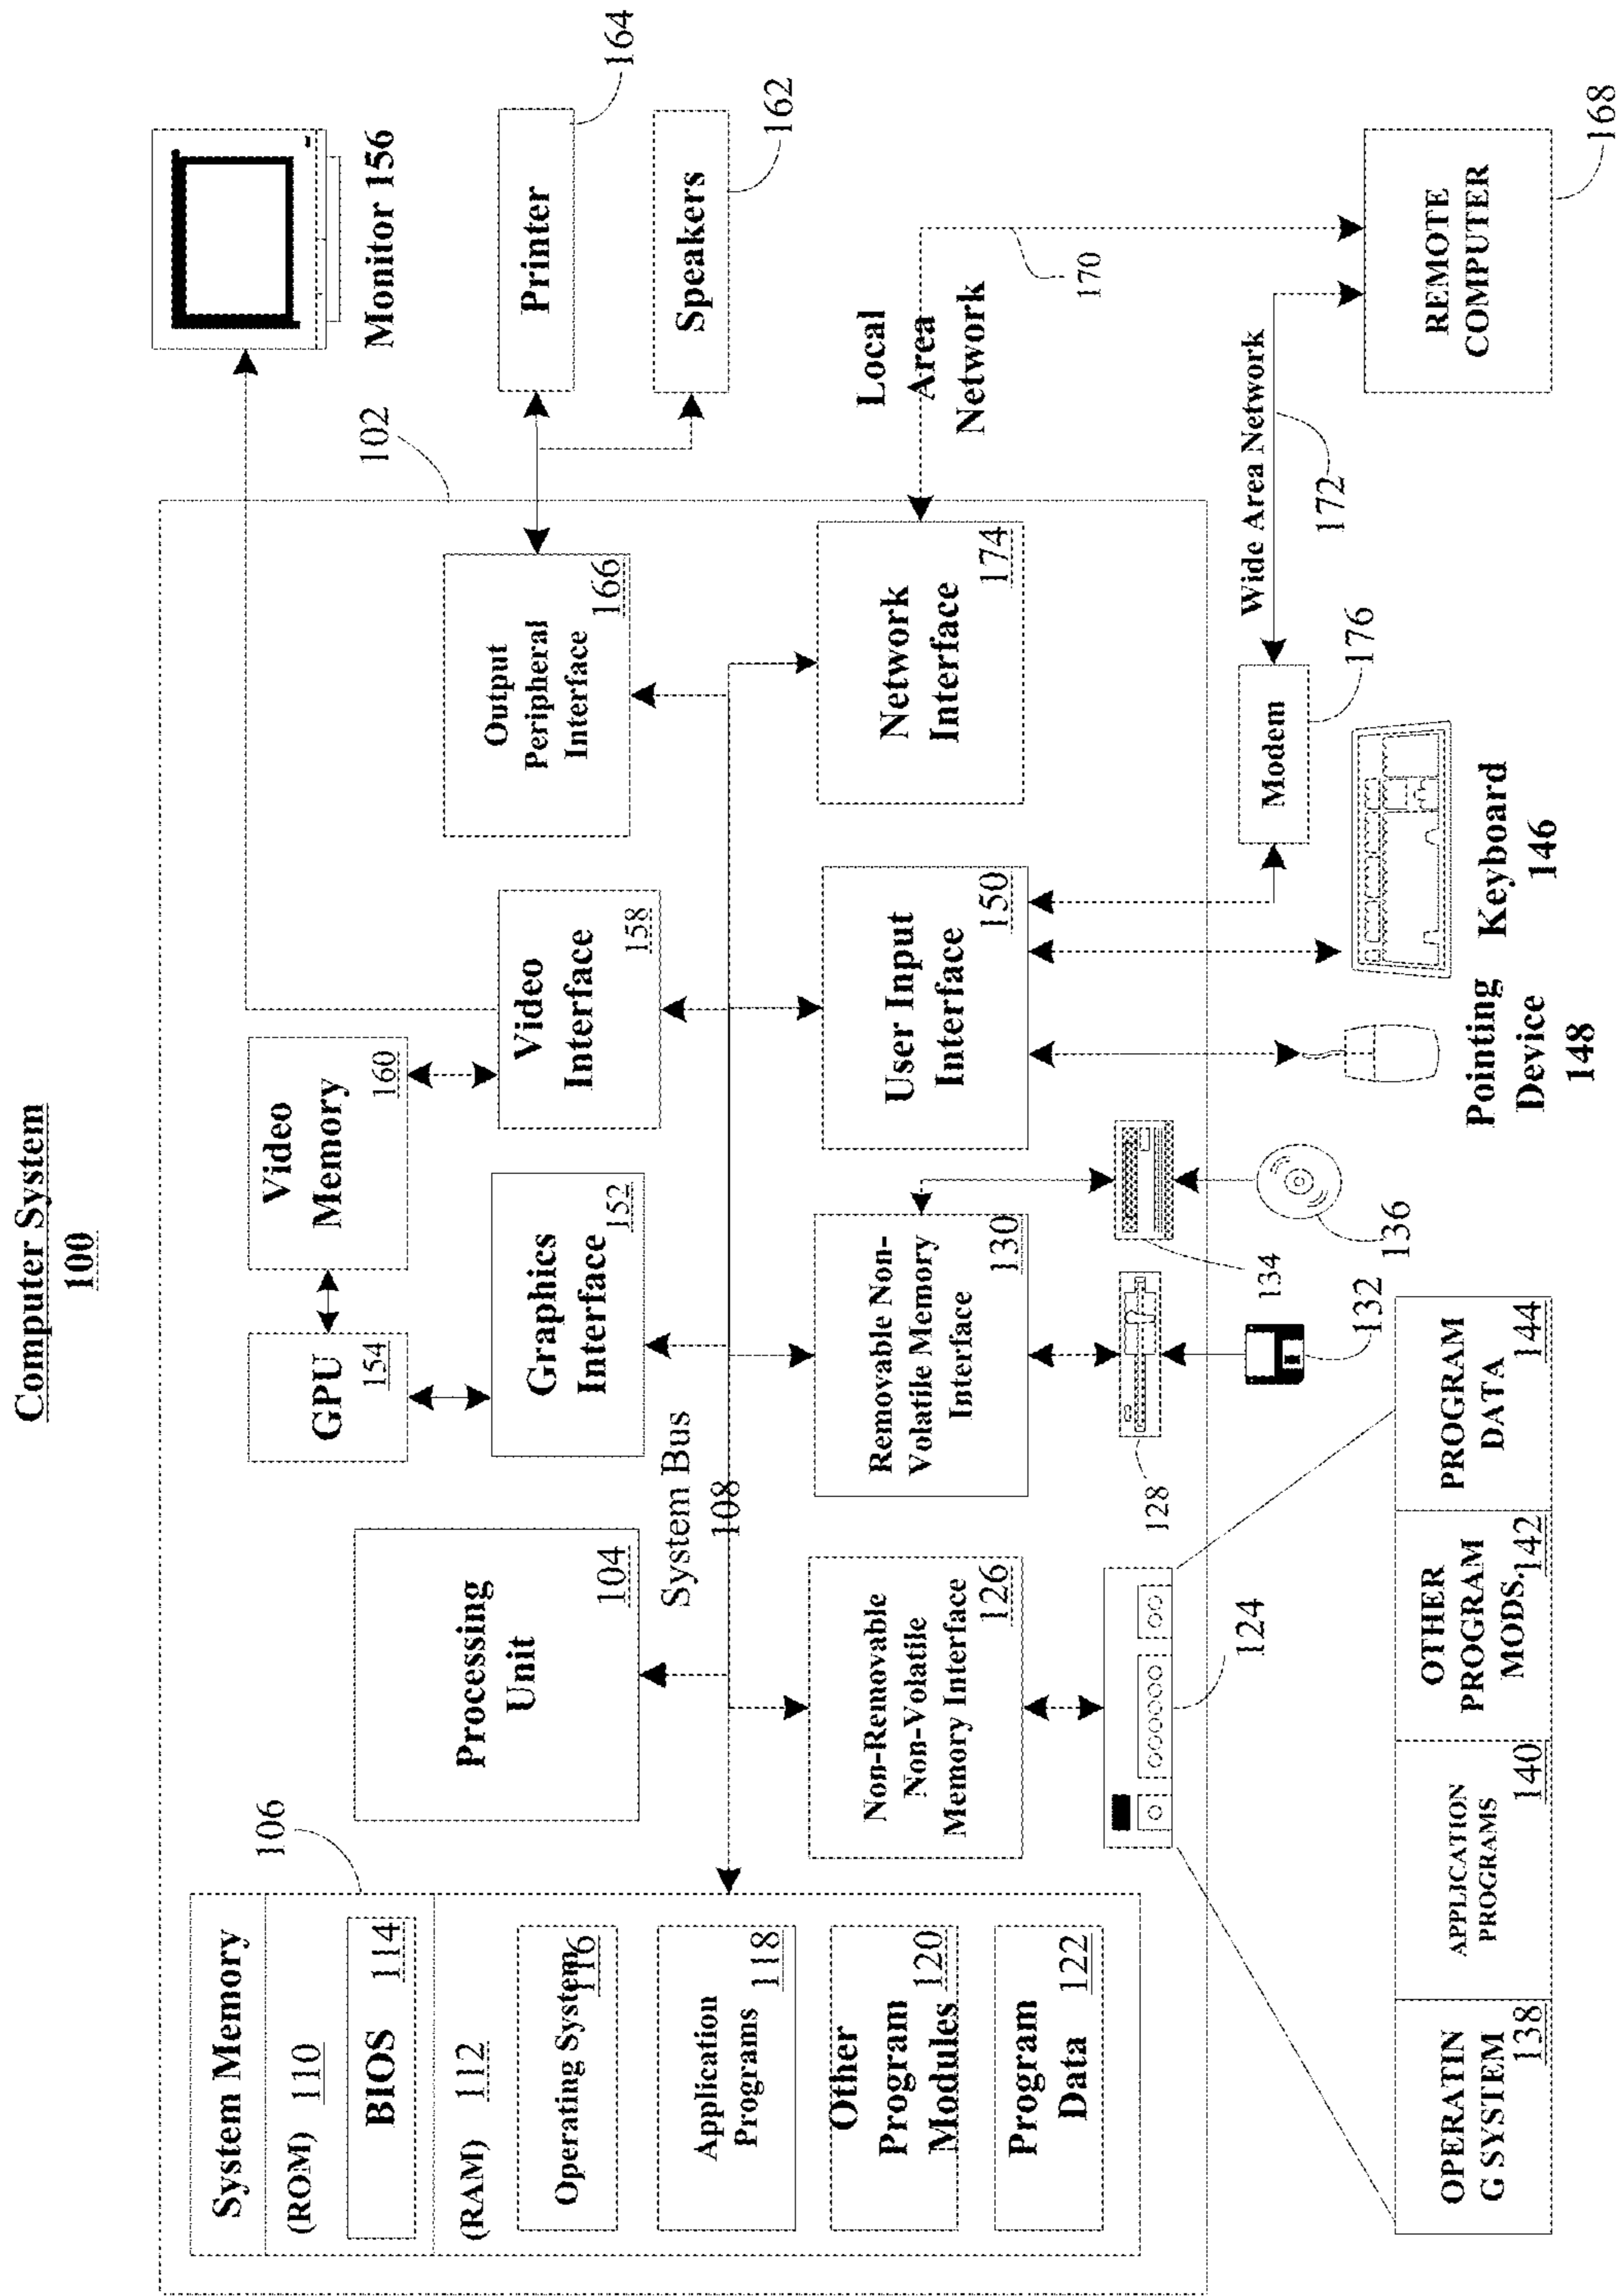 Computer System
100
System Memory
(ROM) 110
BIOS 114
(RAM) 112
Operating System
116
Application
Programs 118
Other
Program
Modules 120
Program
Data 122
106
Processing
Unit
104
System Bus
108
GPU
154
Video
Memory
160
Graphics
Interface
152
Video
Interface
158
Output
Peripheral
Interface
166
102
Monitor 156
Printer
164
Speakers
162
Non-Removable
Non-Volatile
Memory Interface
126
Removable Non-
Volatile Memory
Interface
130
User Input
Interface
150
Network
Interface
174
Local
Area
Network
170
124
128
134
132
136
Modem
176
Wide Area Network
172
REMOTE
COMPUTER
168
Pointing
Device
148
Keyboard
146
OPERATIN
G SYSTEM
138
APPLICATION
PROGRAMS
140
OTHER
PROGRAM
MODS. 142
PROGRAM
DATA
144